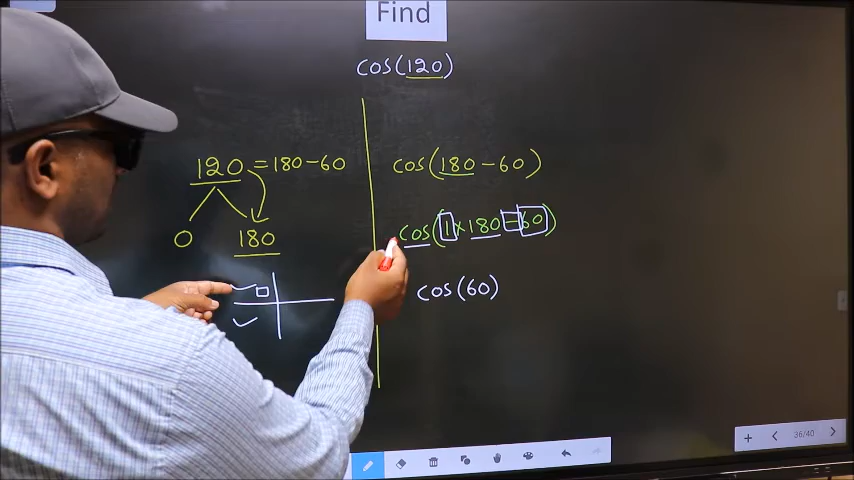 Find
cos(120)
120 = 180-60
0 180
cos(180-60)
cos(1×180-60)
cos(60)
36/40